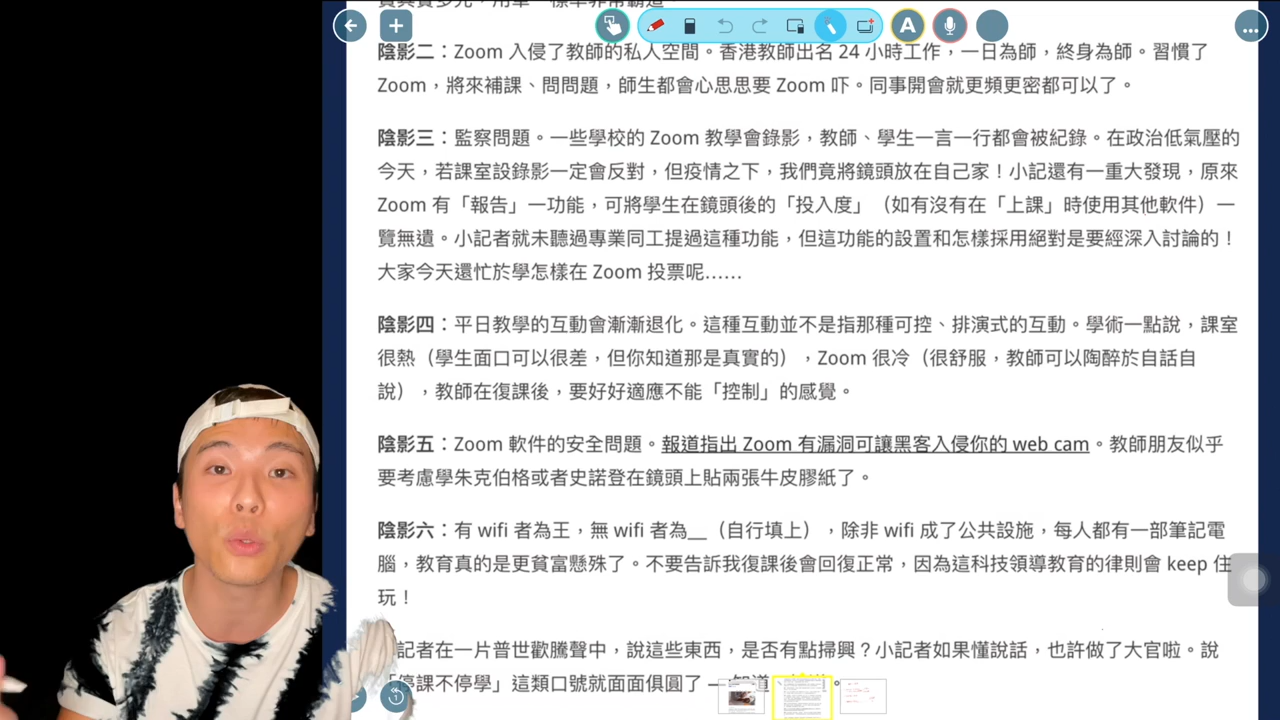 A
陰影二：Zoom 入侵了教師的私人空間。香港教師出名 24 小時工作，一日為師，終身為師。習慣了
Zoom，將來補課、問問題，師生都會心思思要 Zoom 吓。同事開會就更頻更密都可以了。
陰影三：監察問題。一些學校的 Zoom 教學會錄影，教師、學生一言一行都會被紀錄。在政治低氣壓的
今天，若課室設錄影一定會反對，但疫情之下，我們竟將鏡頭放在自己家！小記還有一重大發現，原來
Zoom 有「報告」一功能，可將學生在鏡頭後的「投入度」（如有沒有在「上課」時使用其他軟件）一
覽無遺。小記者就未聽過專業同工提過這種功能，但這功能的設置和怎樣採用絕對是要經深入討論的！
大家今天還忙於學怎樣在 Zoom 投票呢……
陰影四：平日教學的互動會漸漸退化。這種互動並不是指那種可控、排演式的互動。學術一點說，課室
很熱（學生面口可以很差，但你知道那是真實的），Zoom 很冷（很舒服，教師可以陶醉於自話自
說），教師在復課後，要好好適應不能「控制」的感覺。
陰影五：Zoom 軟件的安全問題。報道指出 Zoom 有漏洞可讓黑客入侵你的 web cam。教師朋友似乎
要考慮學朱克伯格或者史諾登在鏡頭上貼兩張牛皮膠紙了。
陰影六：有 wifi 者為王，無 wifi 者為__（自行填上），除非 wifi 成了公共設施，每人都有一部筆記電
腦，教育真的是更貧富懸殊了。不要告訴我復課後會回復正常，因為這科技領導教育的律則會 keep 住
玩！
記者在一片普世歡騰聲中，說這些東西，是否有點掃興？小記者如果懂說話，也許做了大官啦。說
停課不停學」這類口號就面面俱圓了